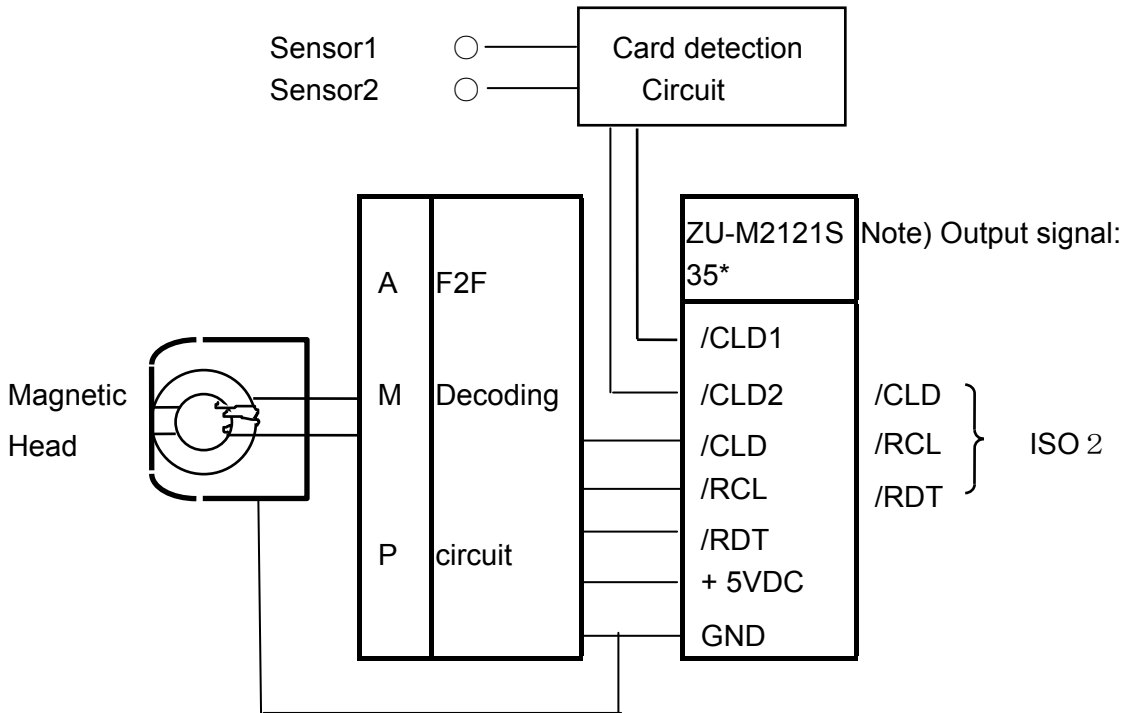 Sensor1
Card detection
Sensor2
Circuit
ZU-M2121S Note) Output signal:
35*
A F2F
/CLD1
Magnetic
M Decoding
/CLD2
/CLD
Head
/CLD
/RCL
ISO 2
/RCL
/RDT
P circuit
/RDT
+ 5VDC
GND